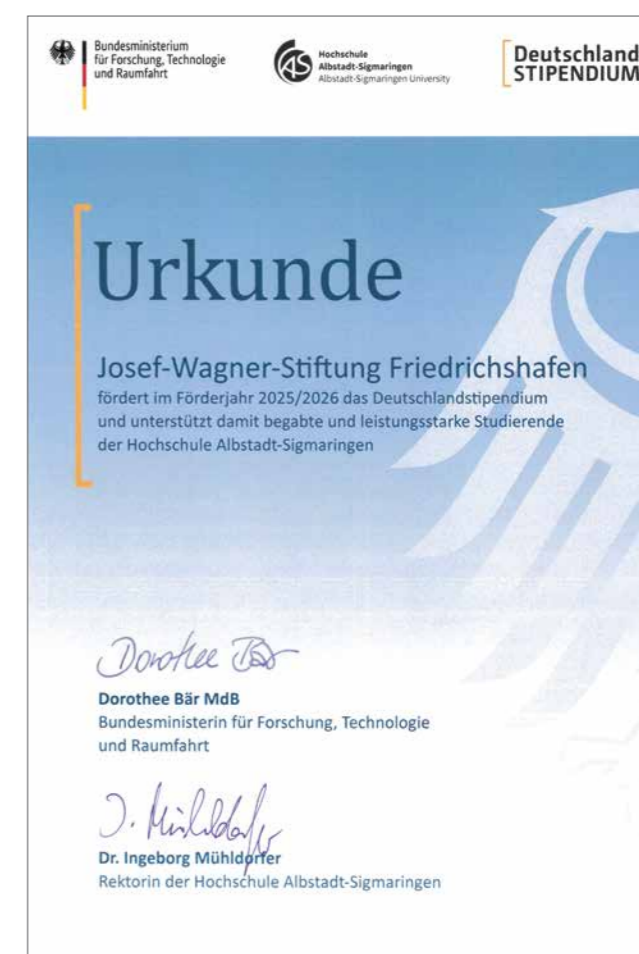 Bundesministerium
für Forschung, Technologie
und Raumfahrt
Hochschule
Albstadt-Sigmaringen
Albstadt-Sigmaringen University
Deutschland
STIPENDIUM
Urkunde
Josef-Wagner-Stiftung Friedrichshafen
fördert im Förderjahr 2025/2026 das Deutschlandstipendium
und unterstützt damit begabte und leistungsstarke Studierende
der Hochschule Albstadt-Sigmaringen
Dorothee Bär
Dorothee Bär MdB
Bundesministerin für Forschung, Technologie
und Raumfahrt
I. Mühldorfer
Dr. Ingeborg Mühldorfer
Rektorin der Hochschule Albstadt-Sigmaringen